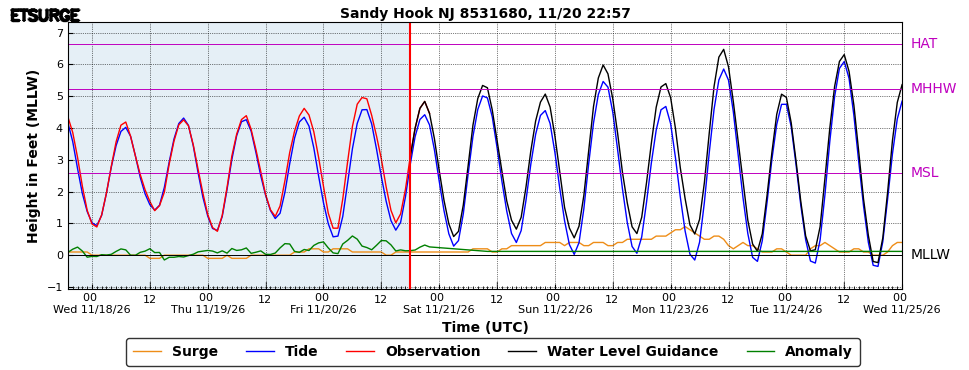 ETSURGE
Sandy Hook NJ 8531680, 11/20 22:57
Height in Feet (MLLW)
7
6
5
4
3
2
1
0
−1
HAT
MHHW
MSL
MLLW
00 12 00 12 00 12 00 12 00 12 00 12 00 12 00
Wed 11/18/26 Thu 11/19/26 Fri 11/20/26 Sat 11/21/26 Sun 11/22/26 Mon 11/23/26 Tue 11/24/26 Wed 11/25/26
Time (UTC)
Surge Tide Observation Water Level Guidance Anomaly